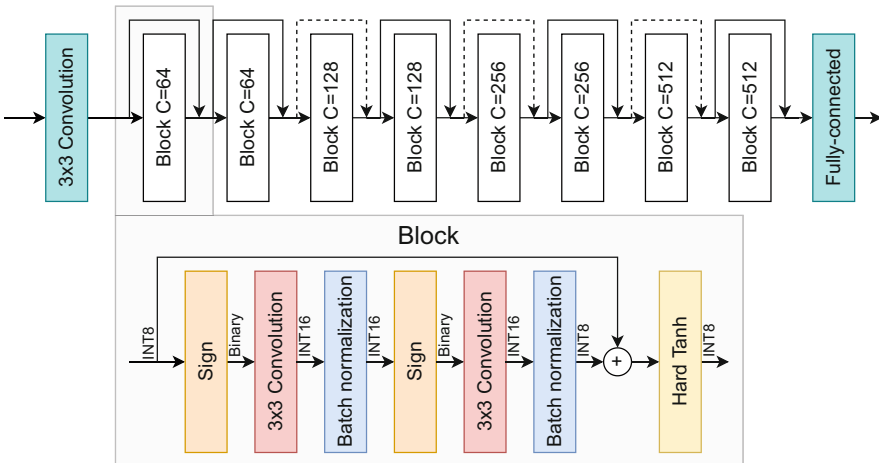 3x3 Convolution
Block C=64
Block C=64
Block C=128
Block C=128
Block C=256
Block C=256
Block C=512
Block C=512
Fully-connected
Block
INT8
Sign
Binary
3x3 Convolution
INT16
Batch normalization
INT16
Sign
Binary
3x3 Convolution
INT16
Batch normalization
INT8
+
Hard Tanh
INT8